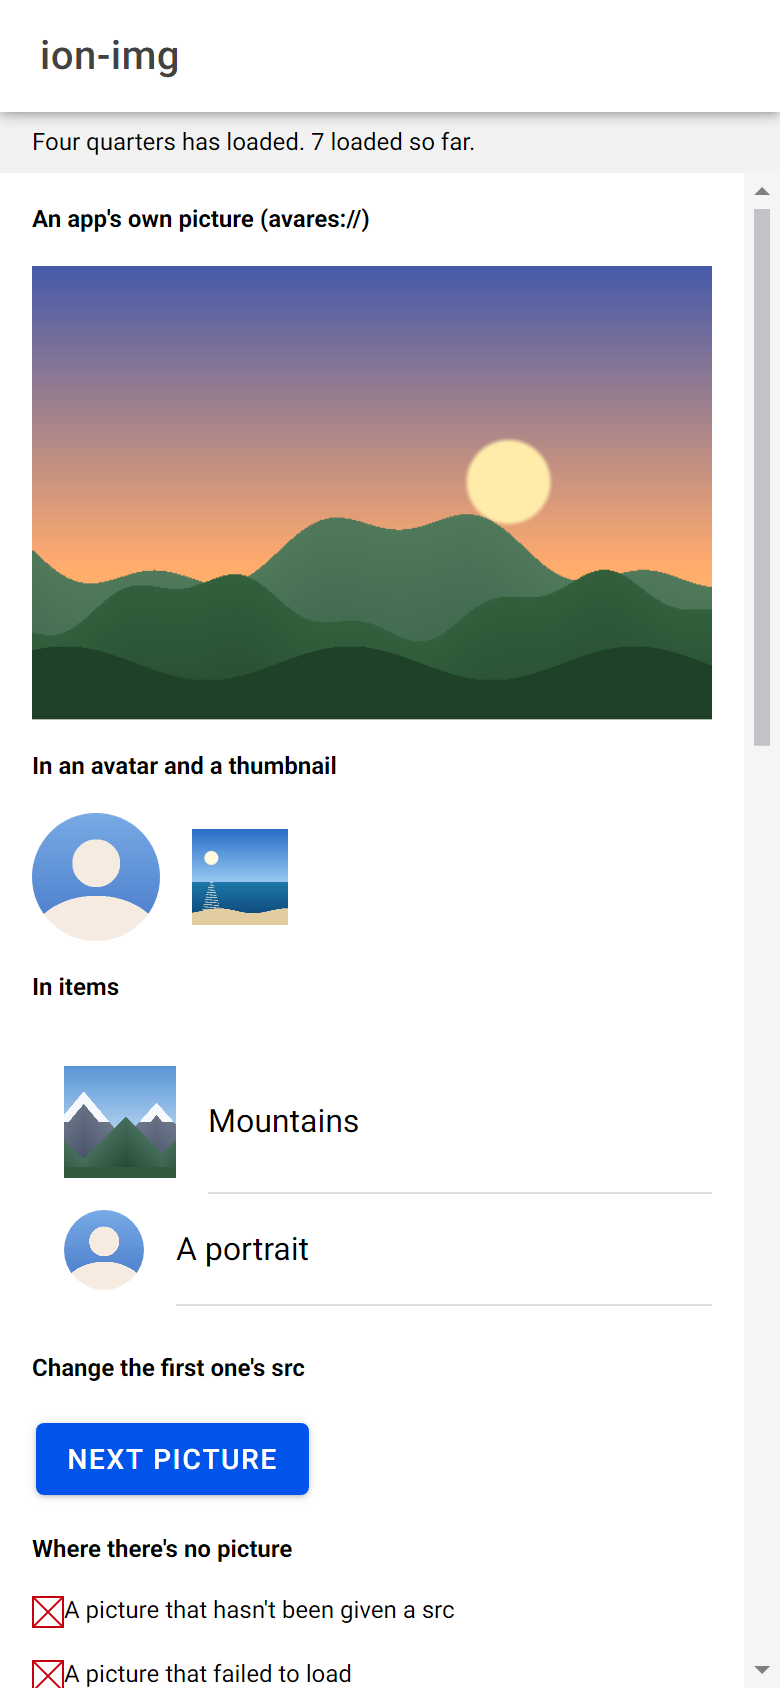 ion-img
Four quarters has loaded. 7 loaded so far.
An app's own picture (avares://)
In an avatar and a thumbnail
In items
Mountains
A portrait
Change the first one's src
NEXT PICTURE
Where there's no picture
A picture that hasn't been given a src
A picture that failed to load